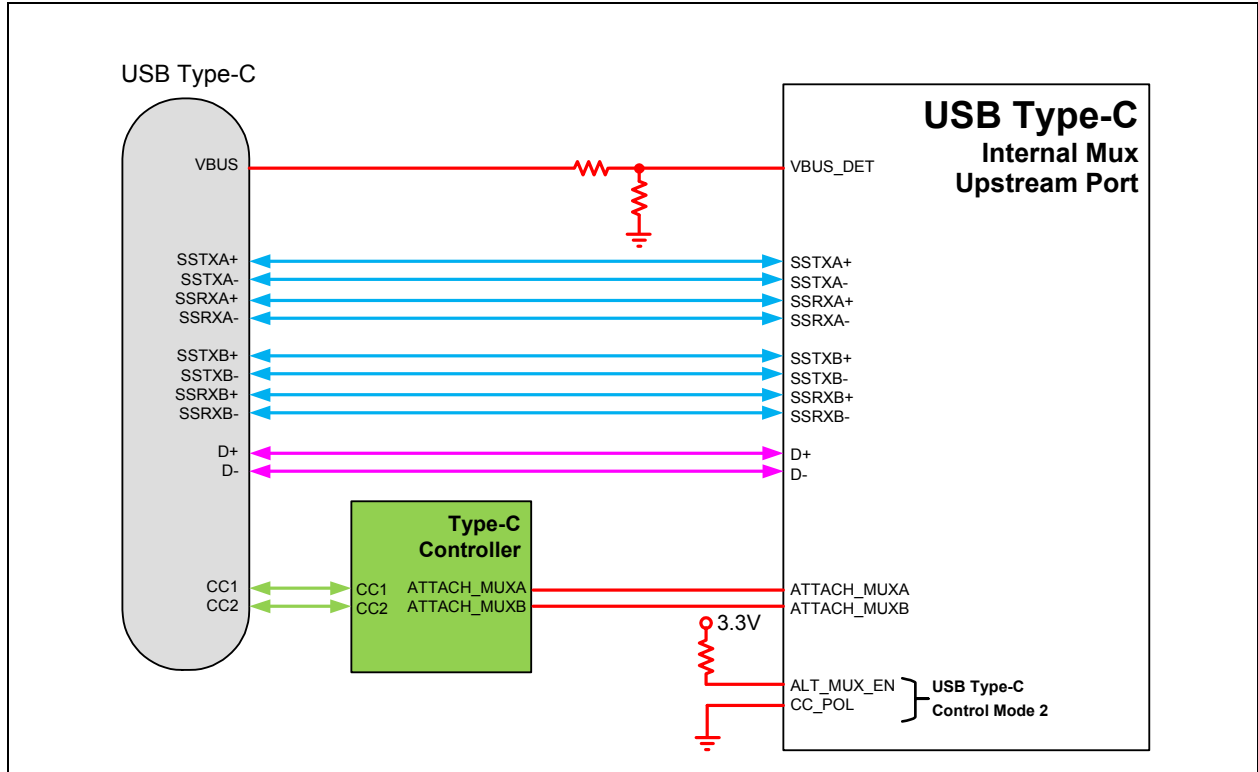 USB Type-C
USB Type-C
Internal Mux
Upstream Port
VBUS
VBUS_DET
SSTXA+
SSTXA-
SSRXA+
SSRXA-
SSTXA+
SSTXA-
SSRXA+
SSRXA-
SSTXB+
SSTXB-
SSRXB+
SSRXB-
SSTXB+
SSTXB-
SSRXB+
SSRXB-
D+
D-
D+
D-
Type-C
Controller
CC1
CC2
CC1
CC2
ATTACH_MUXA
ATTACH_MUXB
ATTACH_MUXA
ATTACH_MUXB
3.3V
ALT_MUX_EN
CC_POL
USB Type-C
Control Mode 2